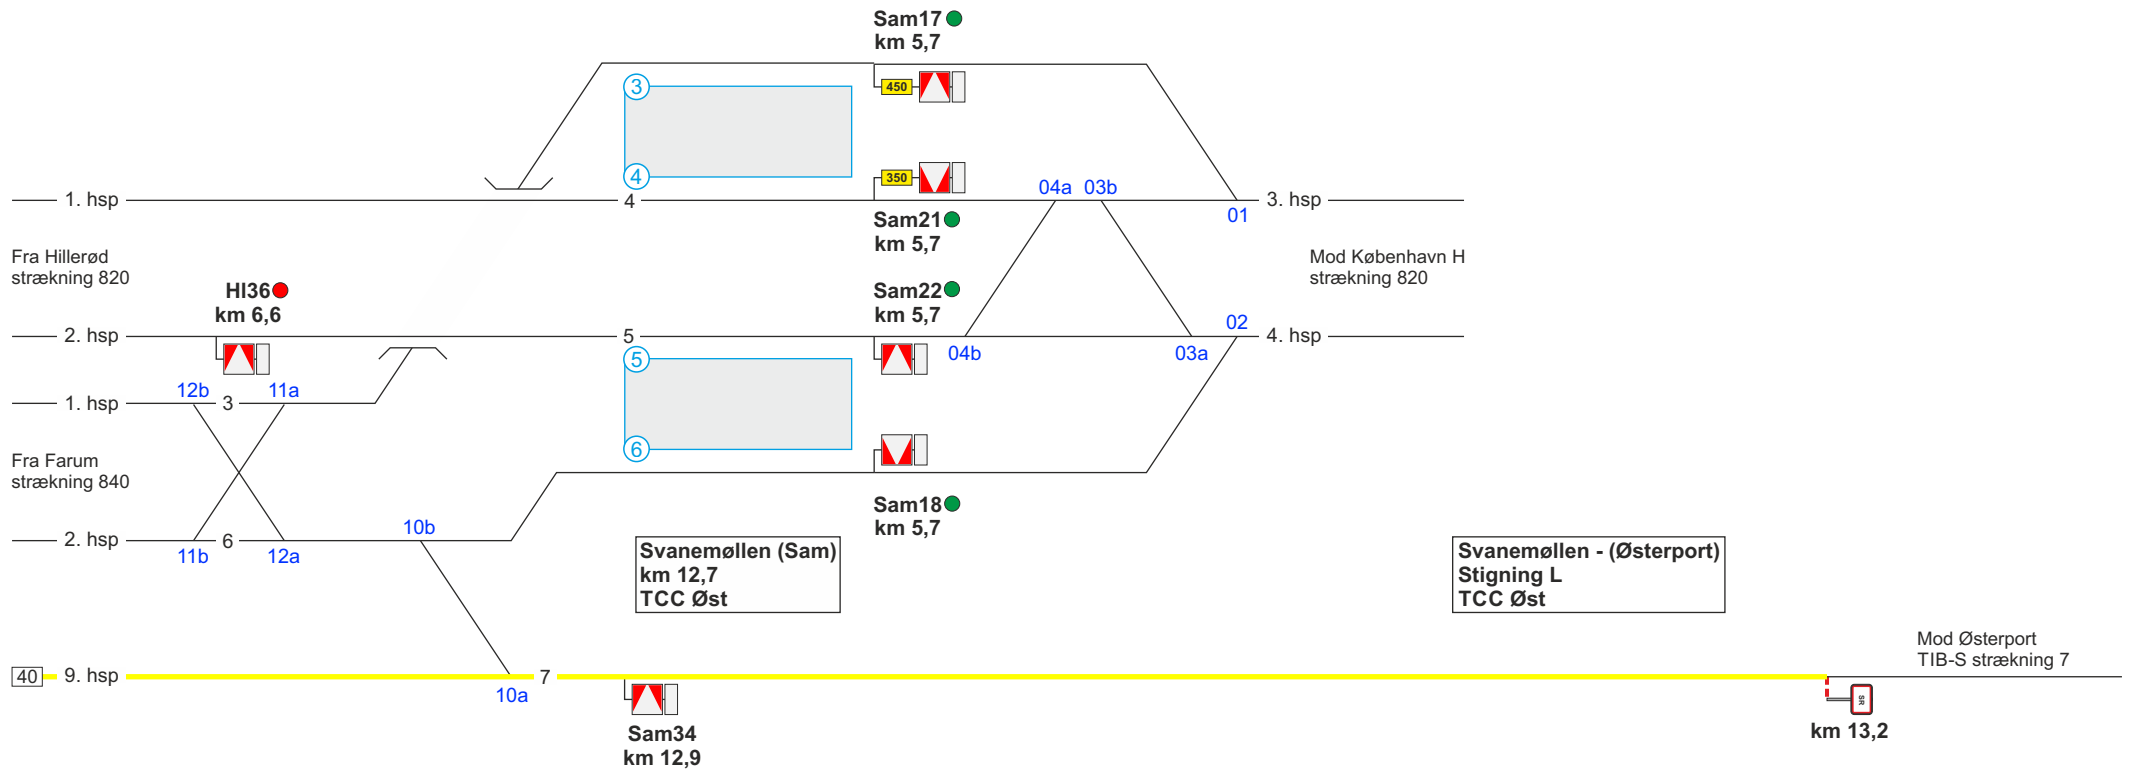 Sam17
km 5,7
3
450
4
350
1. hsp
4
04a 03b
3. hsp
01
Sam21
km 5,7
Fra Hillerød
strækning 820
Mod København H
strækning 820
HI36
km 6,6
Sam22
km 5,7
2. hsp
5
02
4. hsp
04b
03a
5
12b
11a
1. hsp
3
6
Fra Farum
strækning 840
Sam18
km 5,7
10b
2. hsp
6
11b
12a
Svanemøllen (Sam)
km 12,7
TCC Øst
Svanemøllen - (Østerport)
Stigning L
TCC Øst
Mod Østerport
TIB-S strækning 7
40
9. hsp
7
10a
SR
Sam34
km 12,9
km 13,2